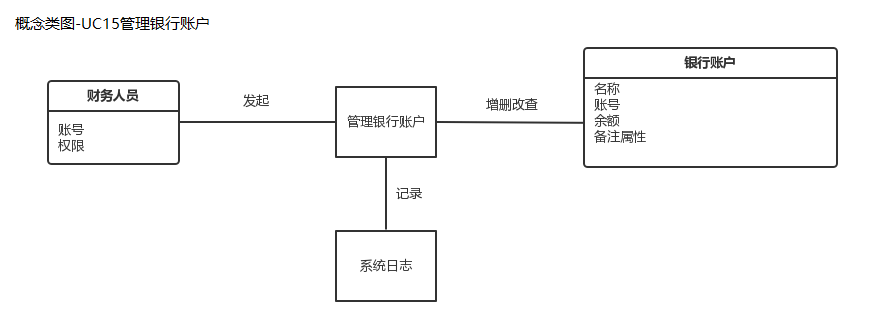 概念类图-UC15管理银行账户
财务人员
账号
权限
发起
管理银行账户
增删改查
银行账户
名称
账号
余额
备注属性
记录
系统日志